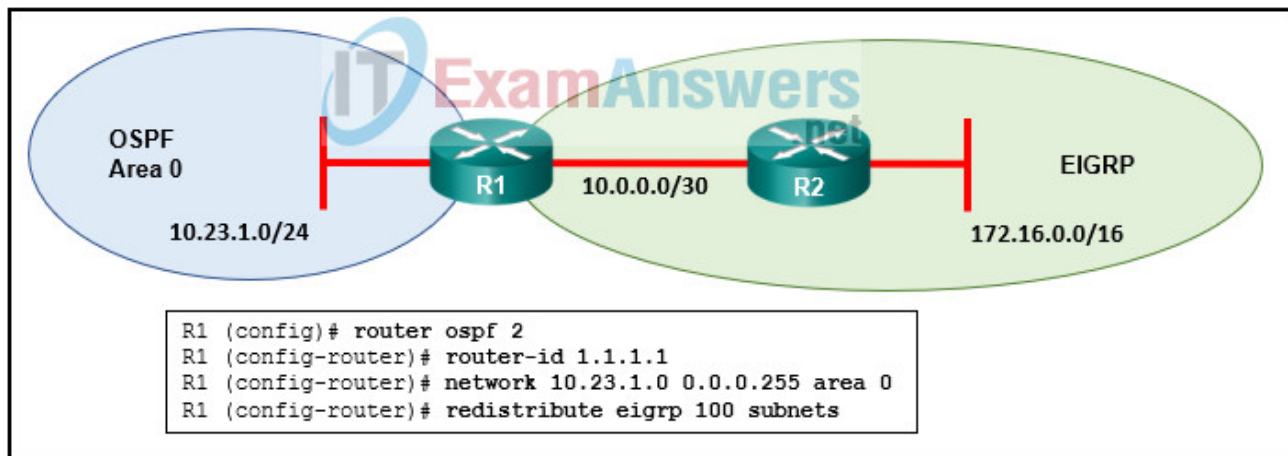 IT ExamAnswers
.net
OSPF
Area 0
R1
10.0.0.0/30
R2
EIGRP
10.23.1.0/24
172.16.0.0/16
R1 (config)# router ospf 2
R1 (config-router)# router-id 1.1.1.1
R1 (config-router)# network 10.23.1.0 0.0.0.255 area 0
R1 (config-router)# redistribute eigrp 100 subnets